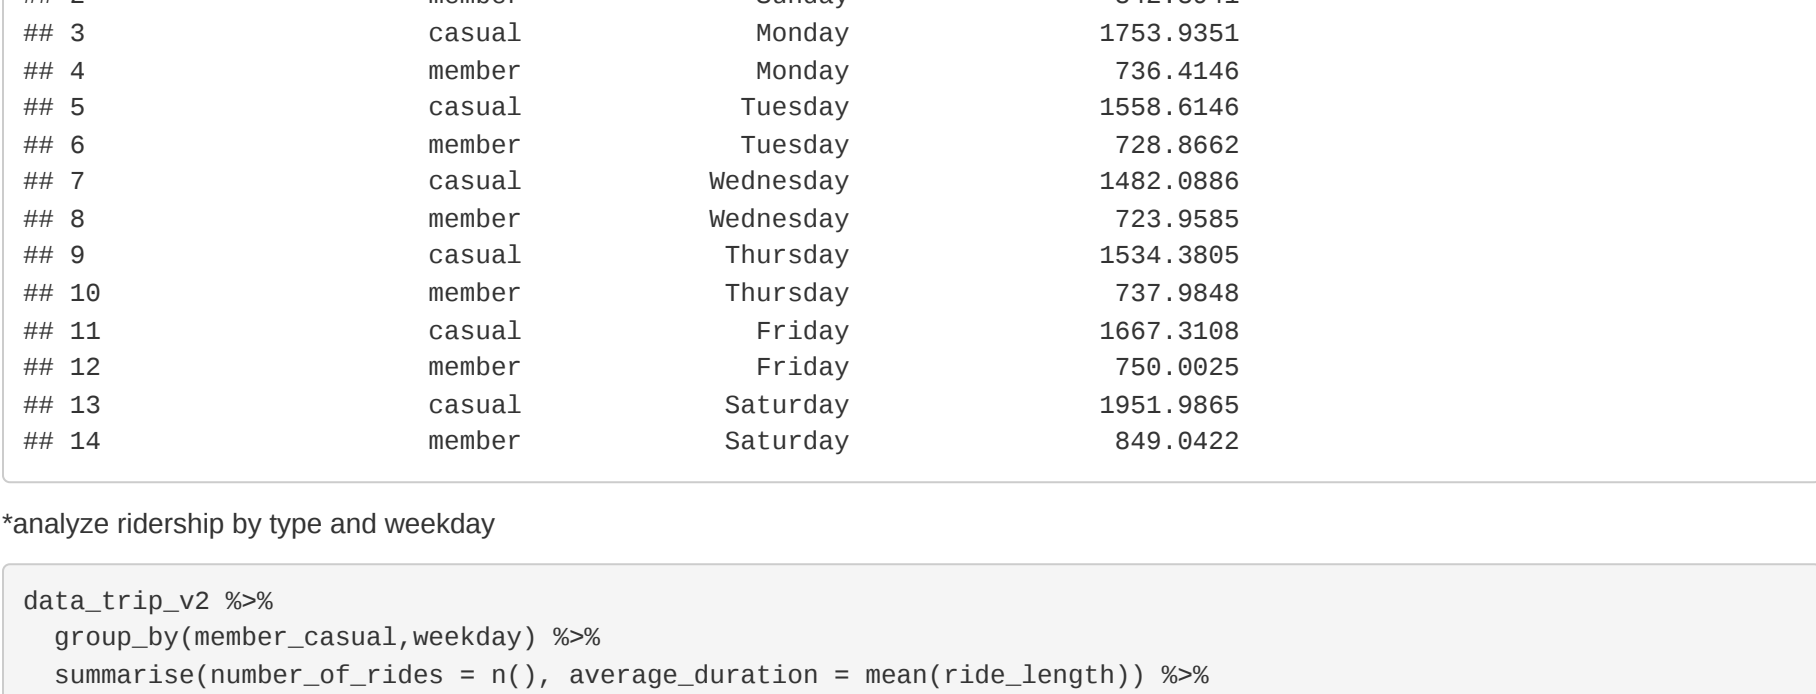 ## 3 casual Monday 1753.9351
## 4 member Monday 736.4146
## 5 casual Tuesday 1558.6146
## 6 member Tuesday 728.8662
## 7 casual Wednesday 1482.0886
## 8 member Wednesday 723.9585
## 9 casual Thursday 1534.3805
## 10 member Thursday 737.9848
## 11 casual Friday 1667.3108
## 12 member Friday 750.0025
## 13 casual Saturday 1951.9865
## 14 member Saturday 849.0422
*analyze ridership by type and weekday
data_trip_v2 %>%
group_by(member_casual,weekday) %>%
summarise(number_of_rides = n(), average_duration = mean(ride_length)) %>%